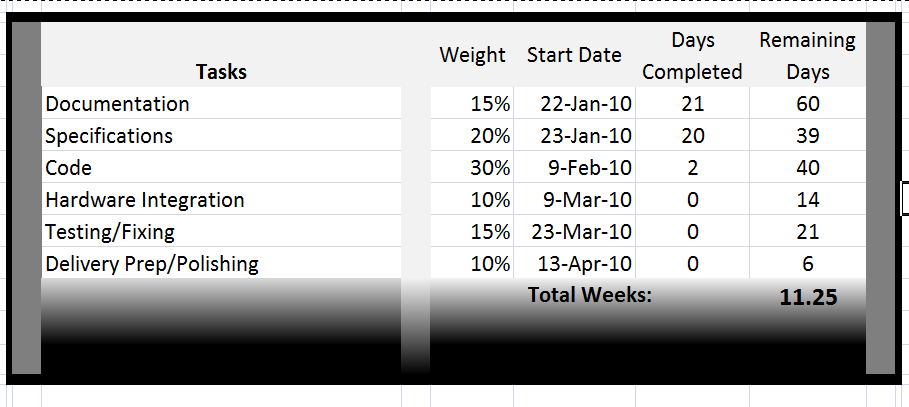 Tasks Weight Start Date Days Completed Remaining Days
Documentation 15% 22-Jan-10 21 60
Specifications 20% 23-Jan-10 20 39
Code 30% 9-Feb-10 2 40
Hardware Integration 10% 9-Mar-10 0 14
Testing/Fixing 15% 23-Mar-10 0 21
Delivery Prep/Polishing 10% 13-Apr-10 0 6
Total Weeks: 11.25